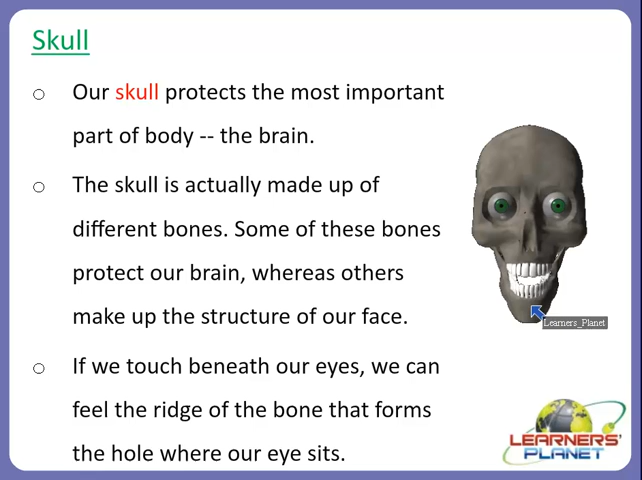 Skull
o Our skull protects the most important
part of body -- the brain.
o The skull is actually made up of
different bones. Some of these bones
protect our brain, whereas others
make up the structure of our face.
o If we touch beneath our eyes, we can
feel the ridge of the bone that forms
the hole where our eye sits.
Learners_Planet
LEARNERS'
PLANET